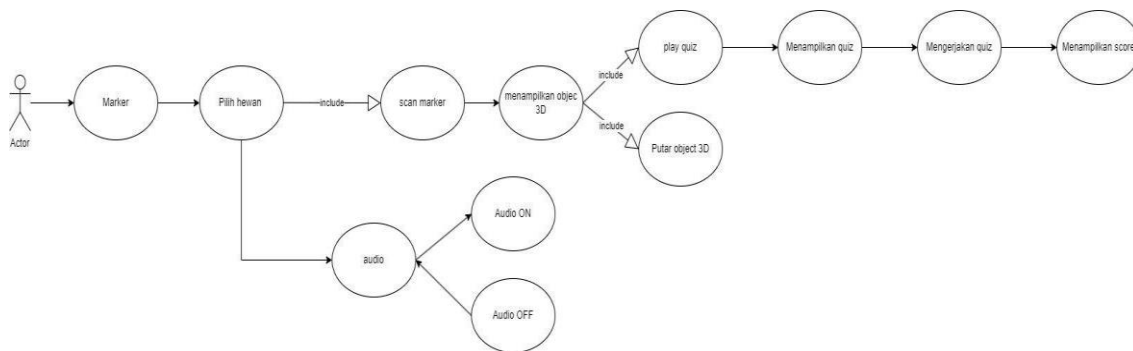 play quiz
Menampilkan quiz
Mengerjakan quiz
Menampilkan score
include
Marker
Pilih hewan
include
scan marker
menampilkan objec
3D
include
Actor
Putar object 3D
Audio ON
audio
Audio OFF